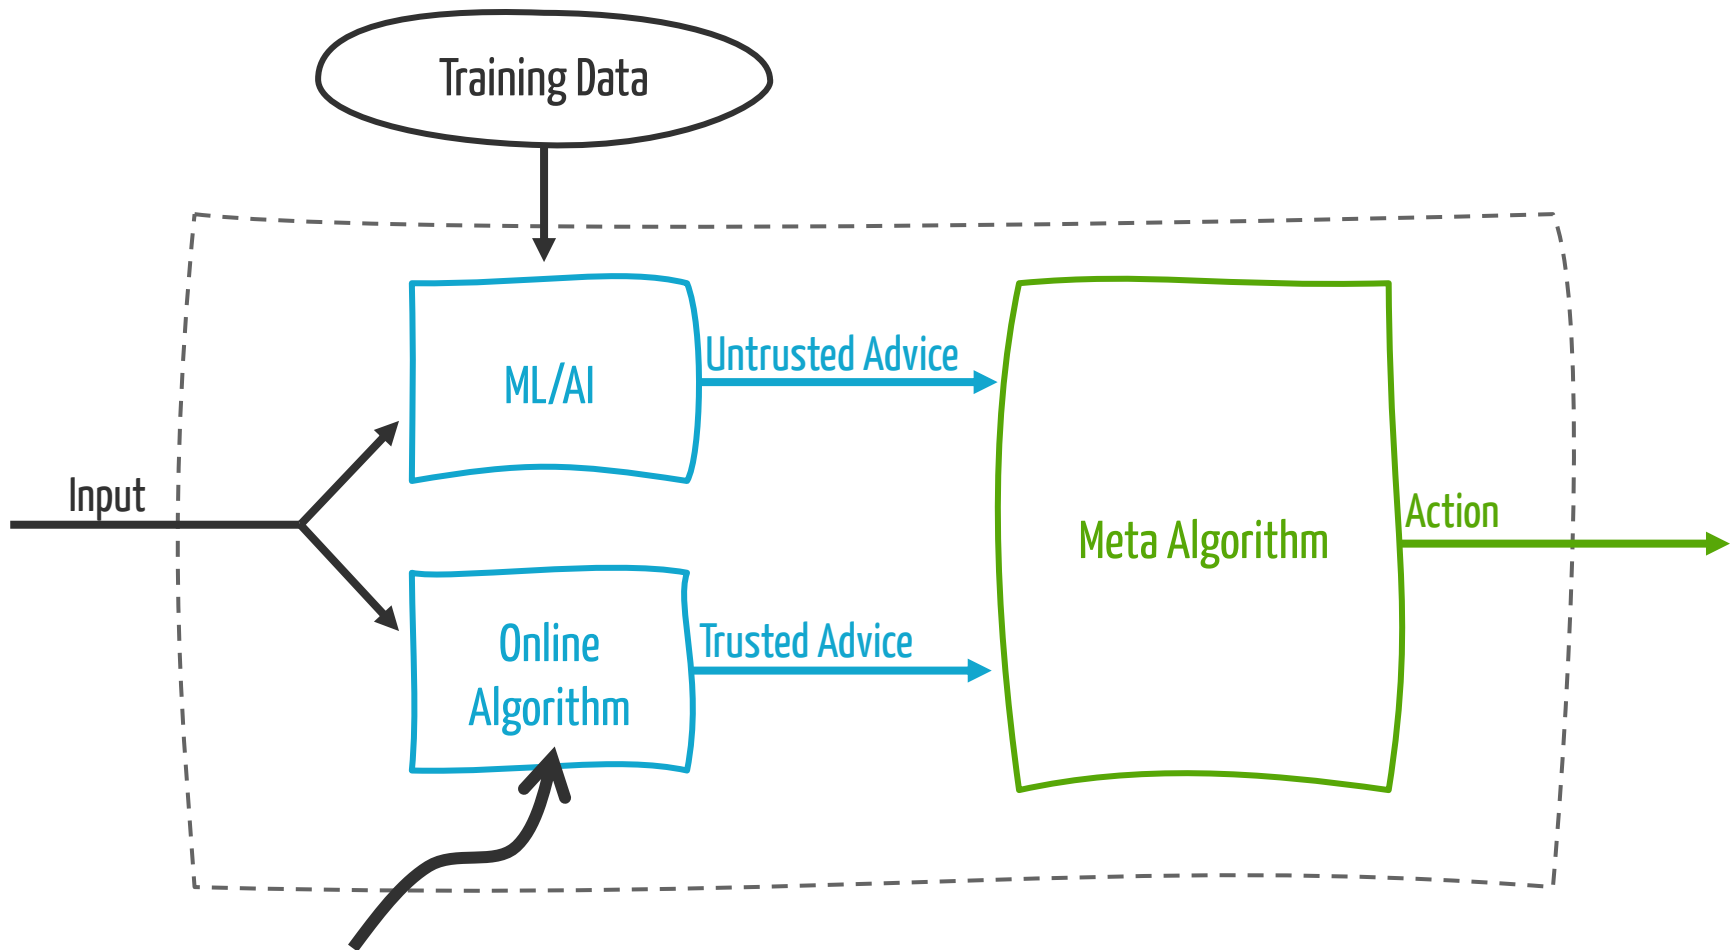 Training Data
Untrusted Advice
ML/AI
Input
Action
Meta Algorithm
Online
Algorithm
Trusted Advice